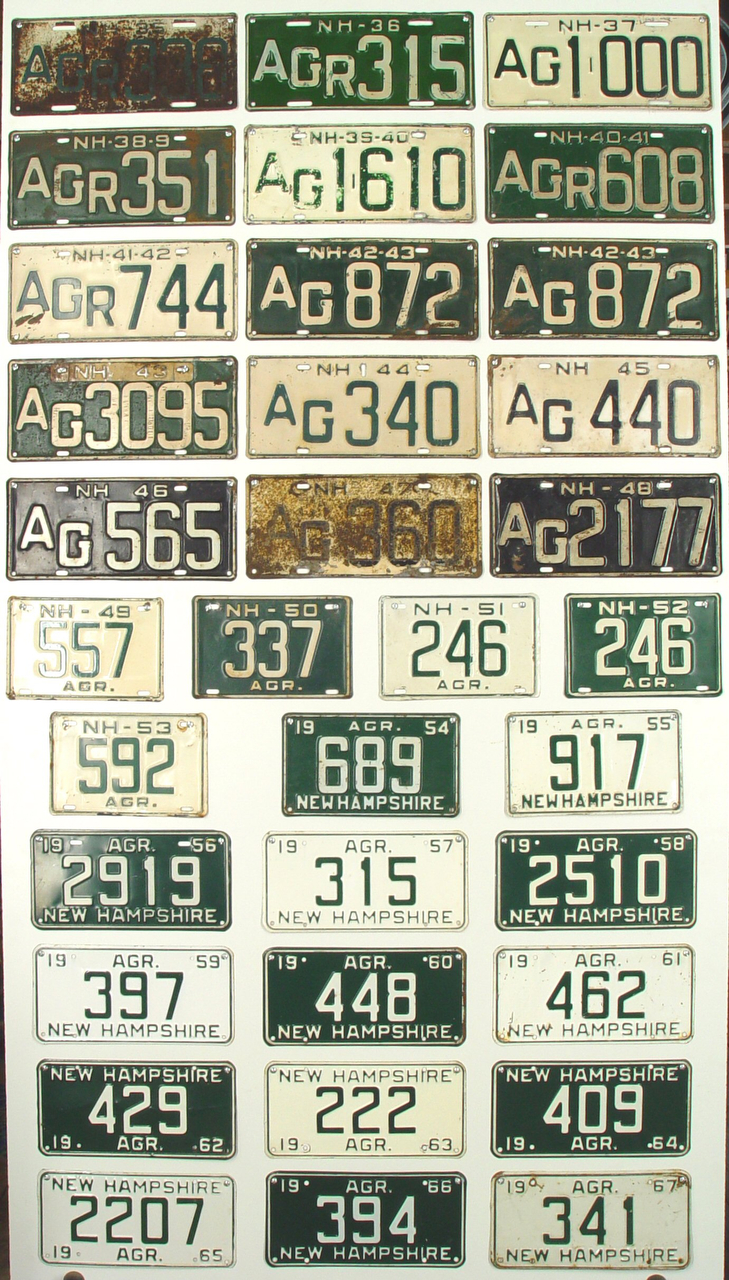 35
AGR 338
NH-36
AGR315
NH-37
AG1000
NH-38-9
AGR351
NH-39-40
AG1610
NH-40-41
AGR608
NH-41-42
AGR744
NH-42-43
AG872
NH-42-43
AG872
NH 43
AG3095
NH 44
AG340
NH 45
AG440
NH 46
AG565
NH 47
AG360
NH-48
AG2177
NH-49
557
AGR.
NH-50
337
AGR.
NH-51
246
AGR.
NH-52
246
AGR.
NH-53
592
AGR.
19 AGR. 54
689
NEW HAMPSHIRE
19 AGR. 55
917
NEW HAMPSHIRE
19 AGR. 56
2919
NEW HAMPSHIRE
19 AGR. 57
315
NEW HAMPSHIRE
19 AGR. 58
2510
NEW HAMPSHIRE
19 AGR. 59
397
NEW HAMPSHIRE
19 AGR. 60
448
NEW HAMPSHIRE
19 AGR. 61
462
NEW HAMPSHIRE
NEW HAMPSHIRE
429
19 AGR. 62
NEW HAMPSHIRE
222
19 AGR. 63
NEW HAMPSHIRE
409
19 AGR. 64
NEW HAMPSHIRE
2207
19 AGR. 65
19 AGR. 66
394
NEW HAMPSHIRE
19 AGR. 67
341
NEW HAMPSHIRE